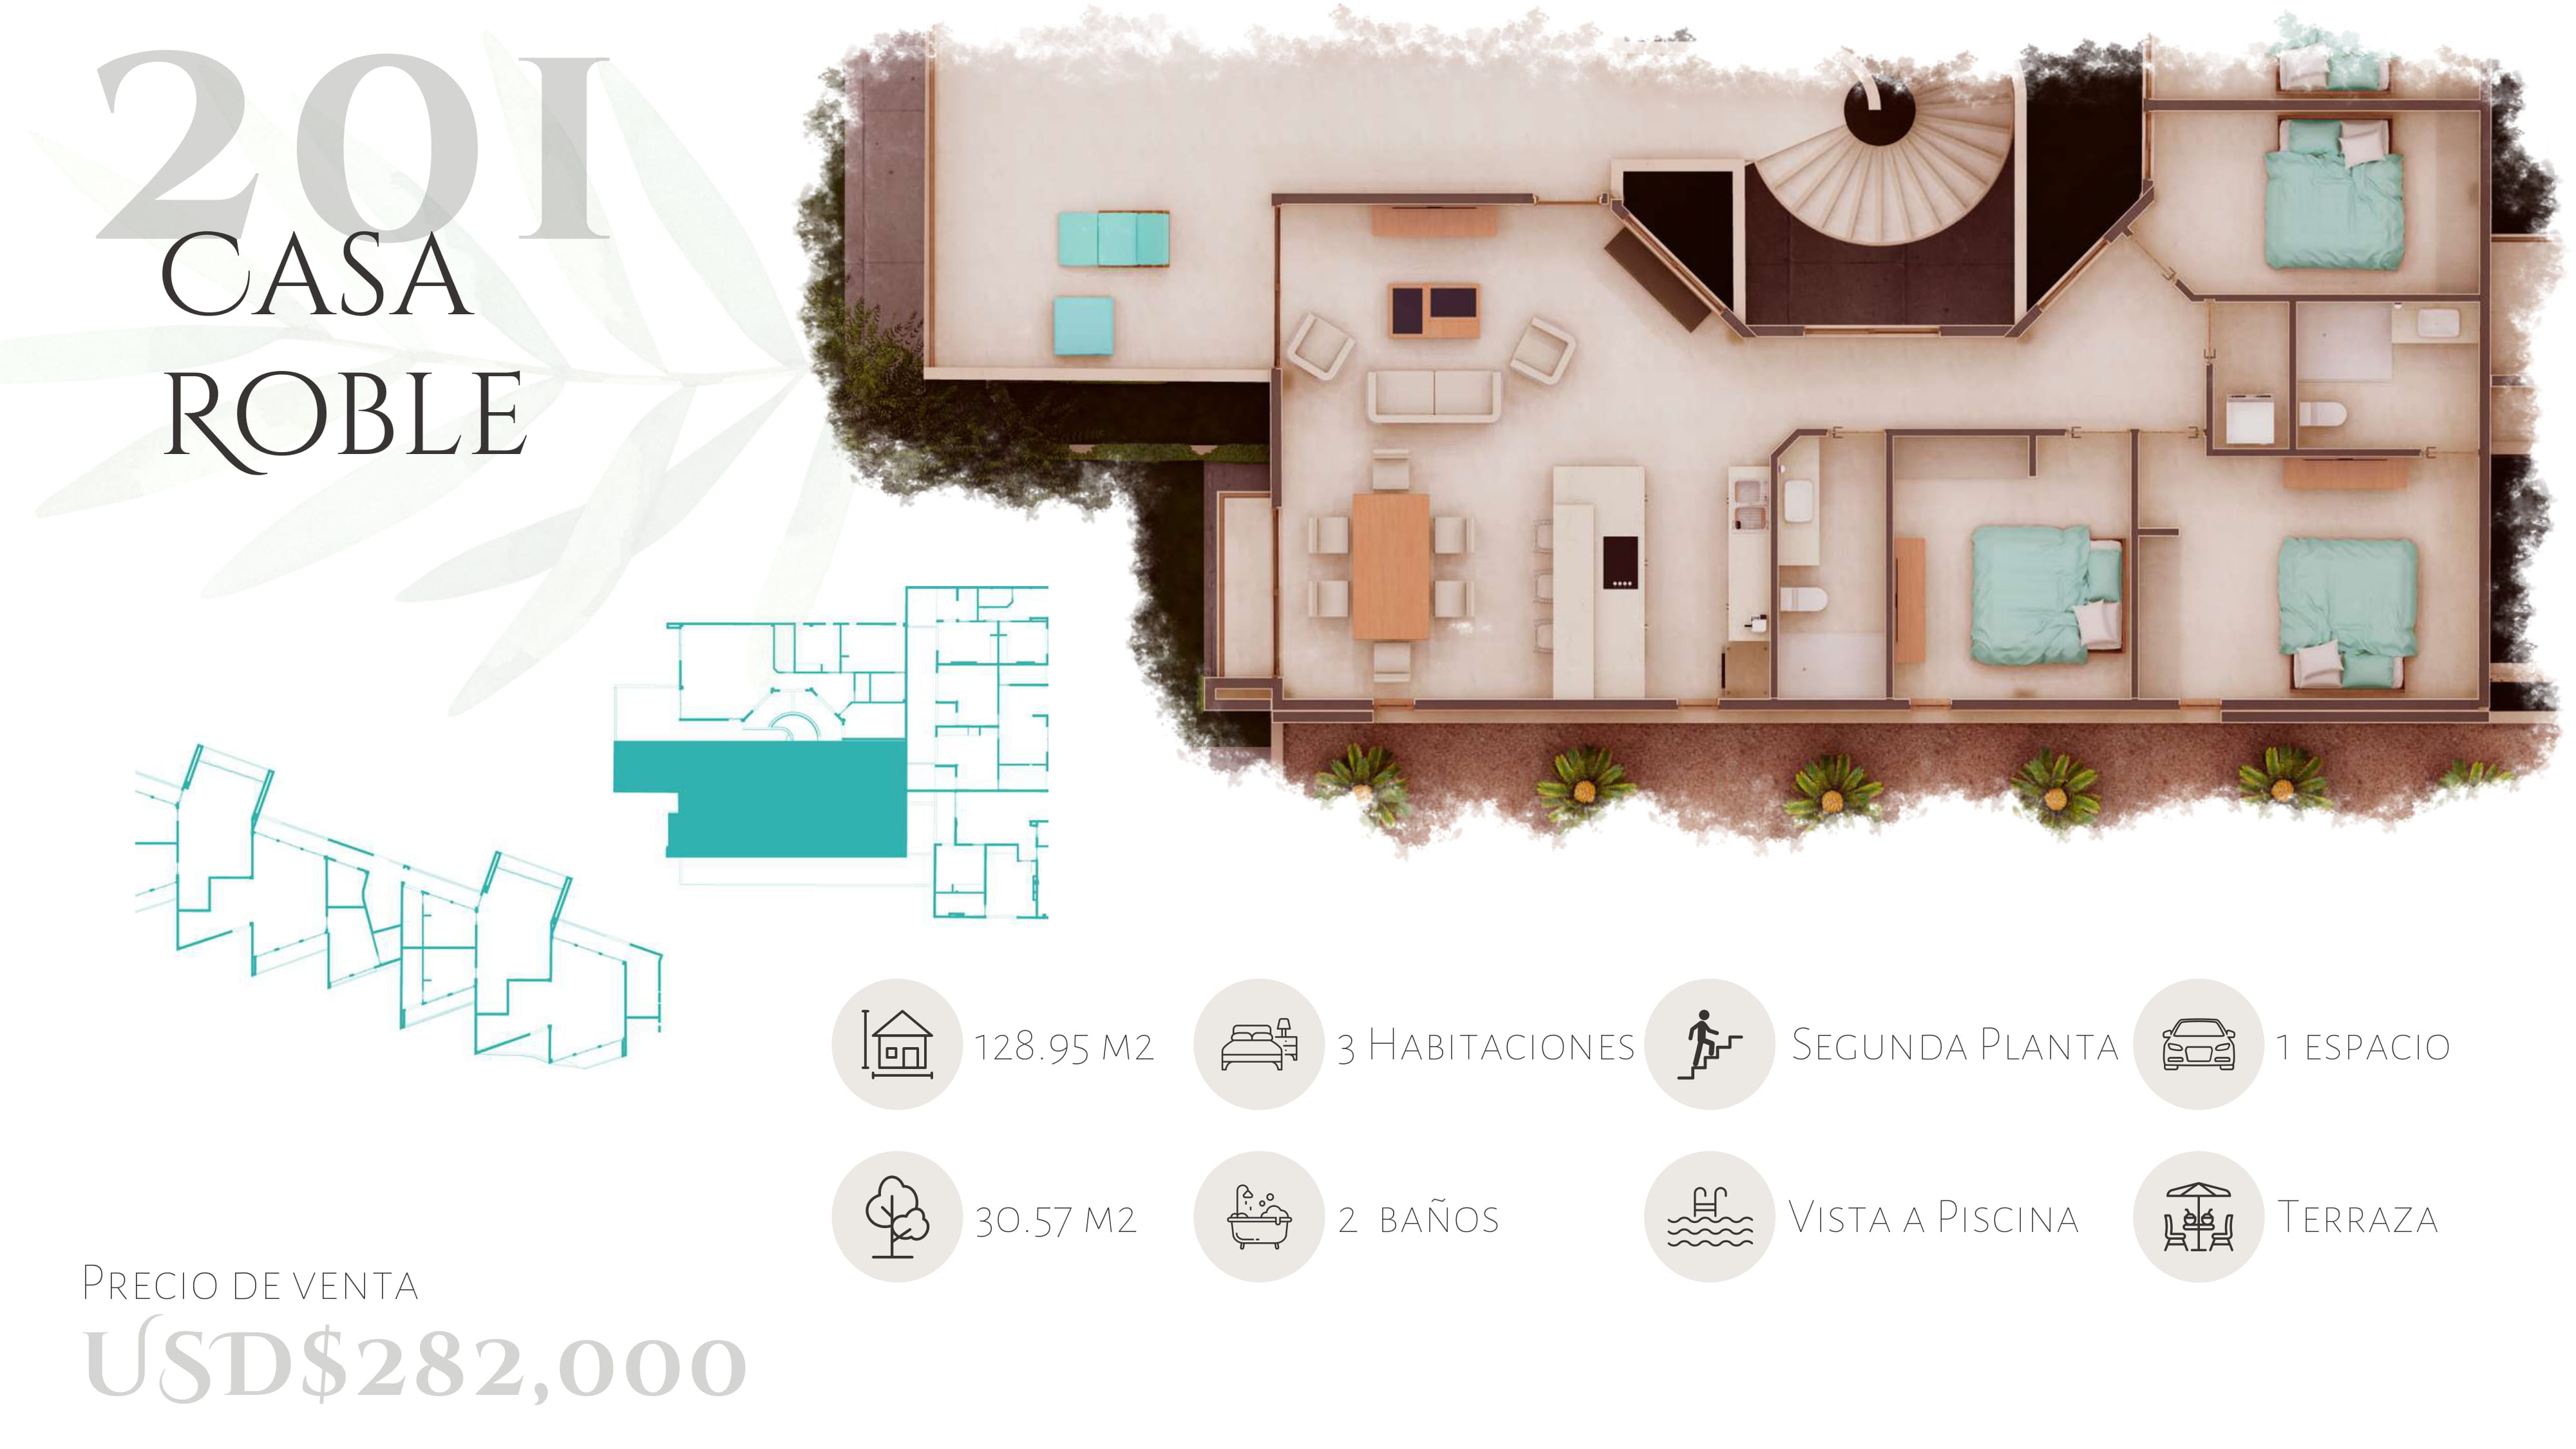 201
Casa
Roble
128.95 m2
3 Habitaciones
Segunda Planta
1 espacio
30.57 m2
2 baños
Vista a Piscina
Terraza
Precio de venta
USD$282,000